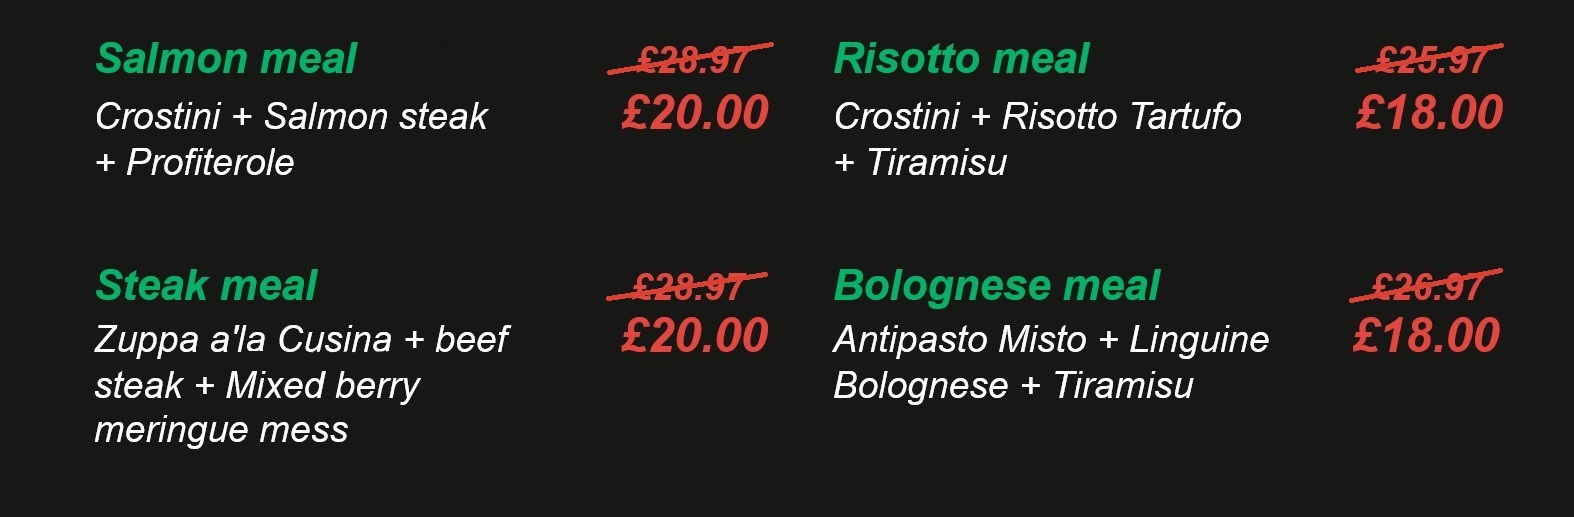 Salmon meal £28.97
Crostini + Salmon steak £20.00
+ Profiterole
Risotto meal £25.97
Crostini + Risotto Tartufo £18.00
+ Tiramisu
Steak meal £28.97
Zuppa a'la Cusina + beef £20.00
steak + Mixed berry
meringue mess
Bolognese meal £26.97
Antipasto Misto + Linguine £18.00
Bolognese + Tiramisu